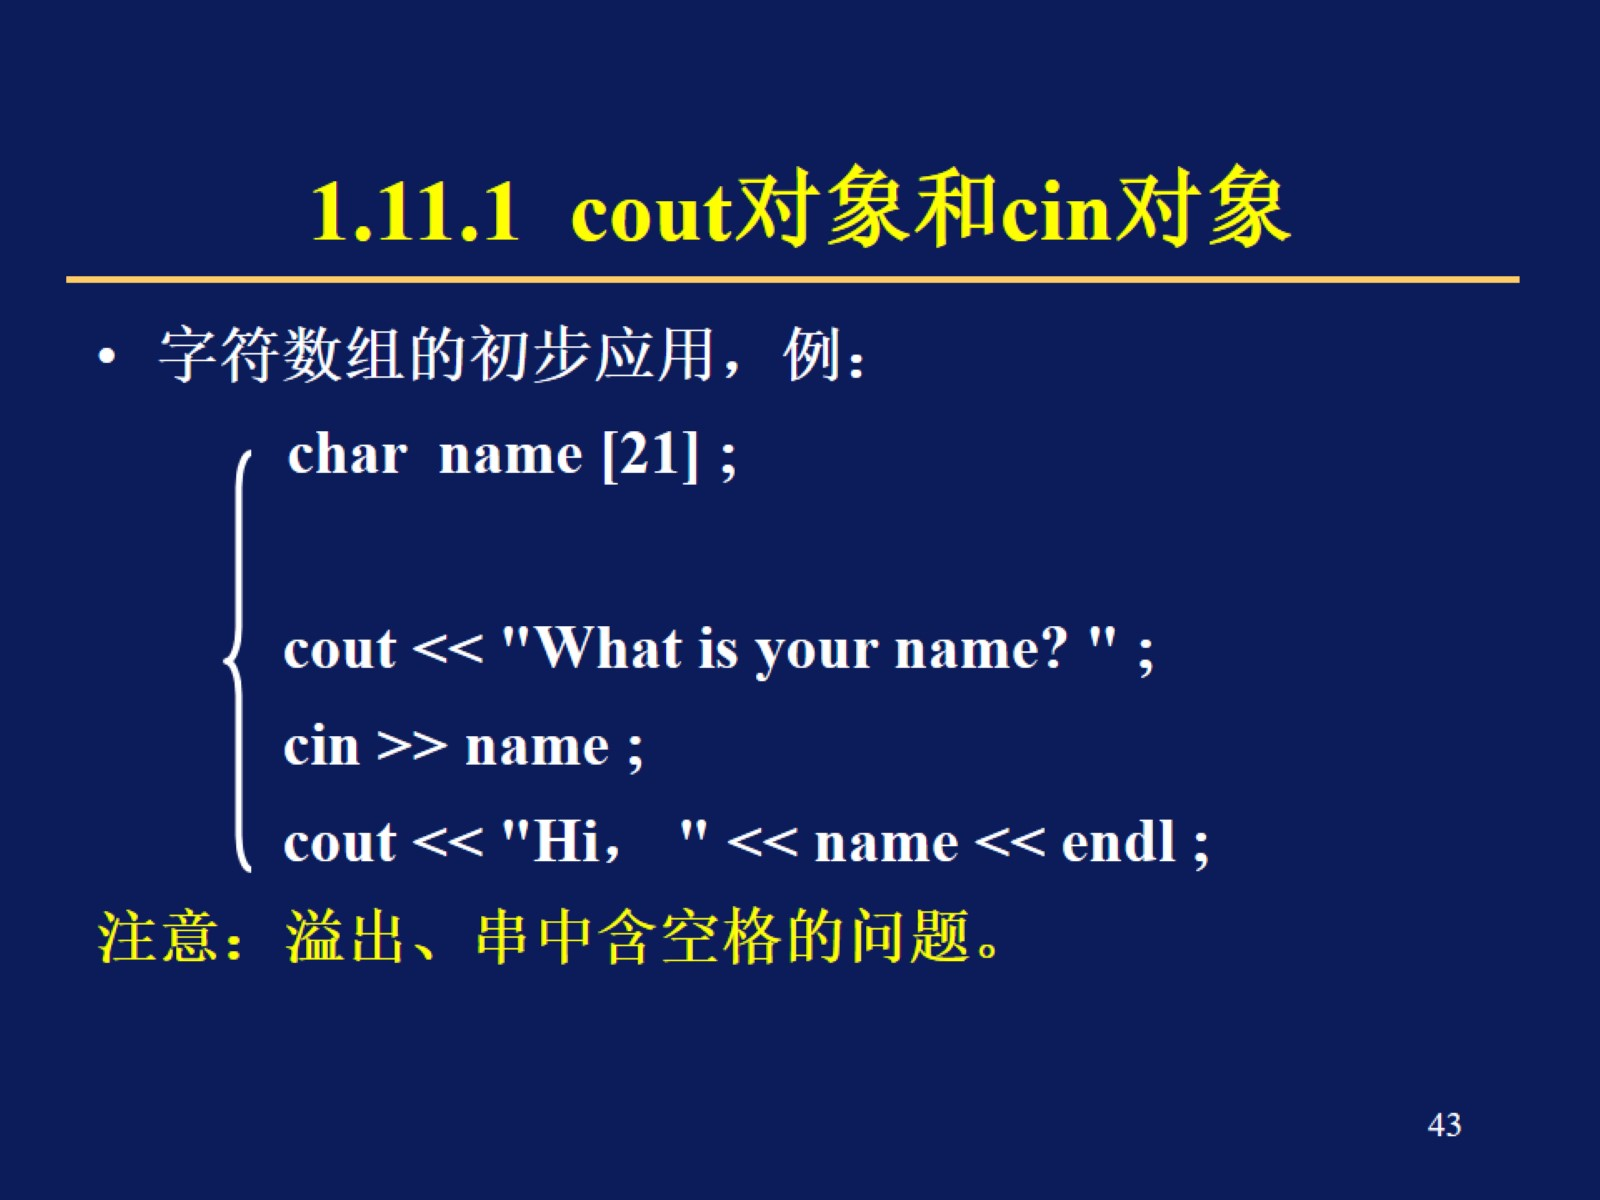 1.11.1 cout对象和cin对象
• 字符数组的初步应用，例：
char name [21] ;
cout << "What is your name? " ;
cin >> name ;
cout << "Hi， " << name << endl ;
注意：溢出、串中含空格的问题。
43